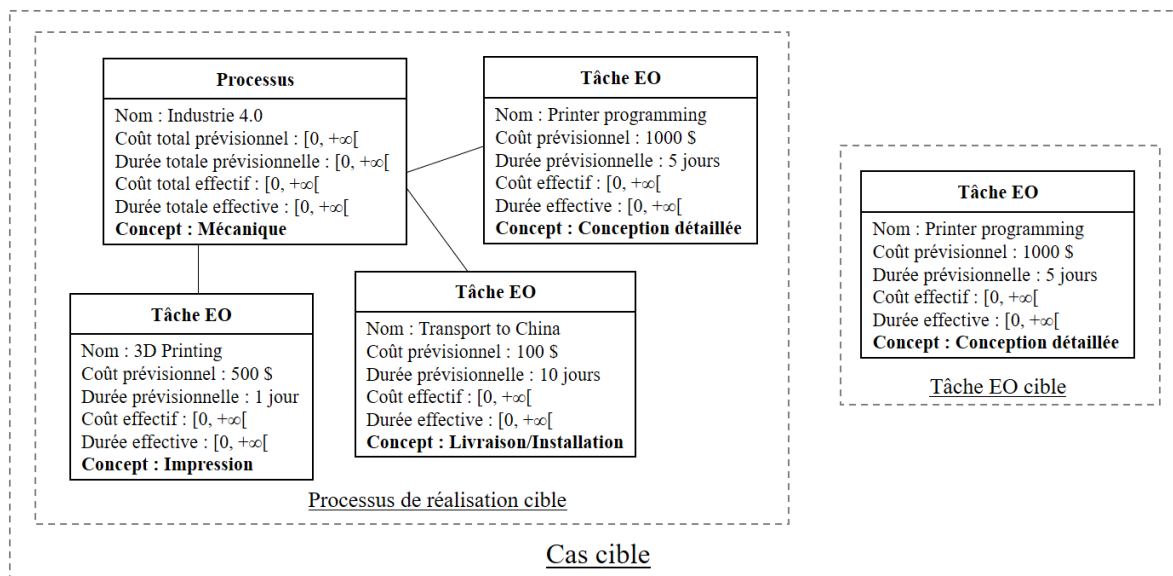 Processus
Nom : Industrie 4.0
Coût total prévisionnel : [0, +∞[
Durée totale prévisionnelle : [0, +∞[
Coût total effectif : [0, +∞[
Durée totale effective : [0, +∞[
Concept : Mécanique
Tâche EO
Nom : Printer programming
Coût prévisionnel : 1000 $
Durée prévisionnelle : 5 jours
Coût effectif : [0, +∞[
Durée effective : [0, +∞[
Concept : Conception détaillée
Tâche EO
Nom : 3D Printing
Coût prévisionnel : 500 $
Durée prévisionnelle : 1 jour
Coût effectif : [0, +∞[
Durée effective : [0, +∞[
Concept : Impression
Tâche EO
Nom : Transport to China
Coût prévisionnel : 100 $
Durée prévisionnelle : 10 jours
Coût effectif : [0, +∞[
Durée effective : [0, +∞[
Concept : Livraison/Installation
Processus de réalisation cible
Tâche EO
Nom : Printer programming
Coût prévisionnel : 1000 $
Durée prévisionnelle : 5 jours
Coût effectif : [0, +∞[
Durée effective : [0, +∞[
Concept : Conception détaillée
Tâche EO cible
Cas cible